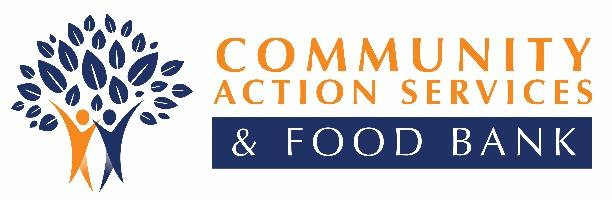 COMMUNITY
ACTION SERVICES
& FOOD BANK